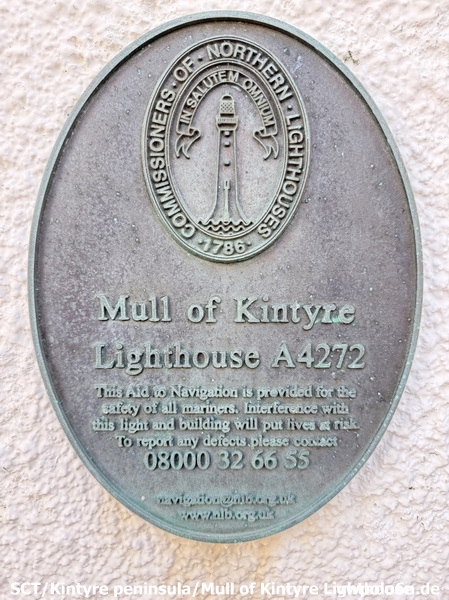 COMMISSIONERS · OF · NORTHERN · LIGHTHOUSES
IN SALUTEM OMNIUM
· 1786 ·
Mull of Kintyre
Lighthouse A4272
This Aid to Navigation is provided for the
safety of all mariners. Interference with
this light and building will put lives at risk.
To report any defects please contact
08000 32 66 55
navigation@nlb.org.uk
www.nlb.org.uk
SCT/Kintyre peninsula/Mull of Kintyre